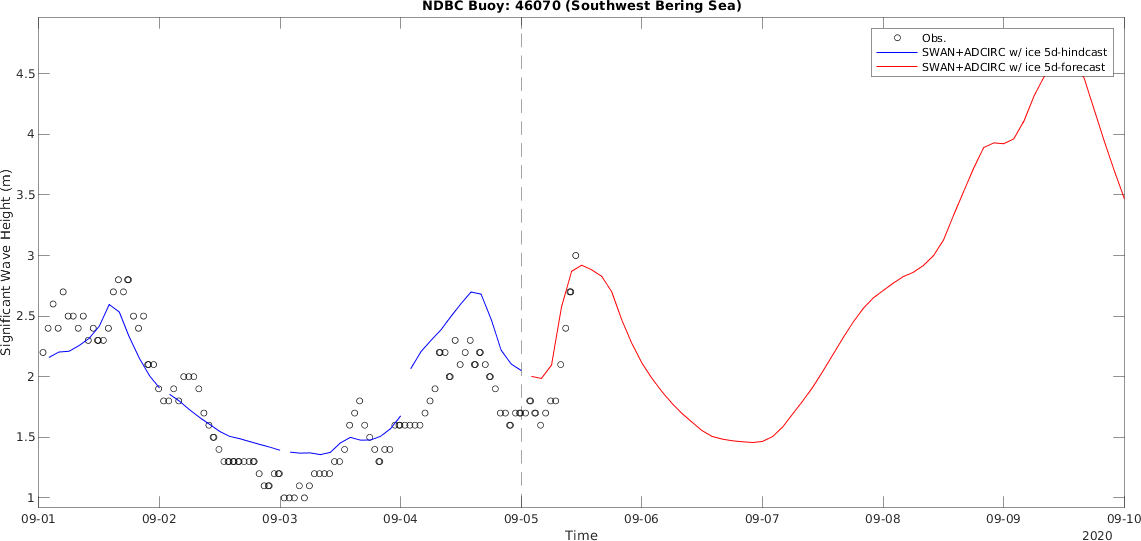 NDBC Buoy: 46070 (Southwest Bering Sea)
Obs.
SWAN+ADCIRC w/ ice 5d-hindcast
SWAN+ADCIRC w/ ice 5d-forecast
Significant Wave Height (m)
4.5
4
3.5
3
2.5
2
1.5
1
09-01 09-02 09-03 09-04 09-05 09-06 09-07 09-08 09-09 09-10
Time
2020